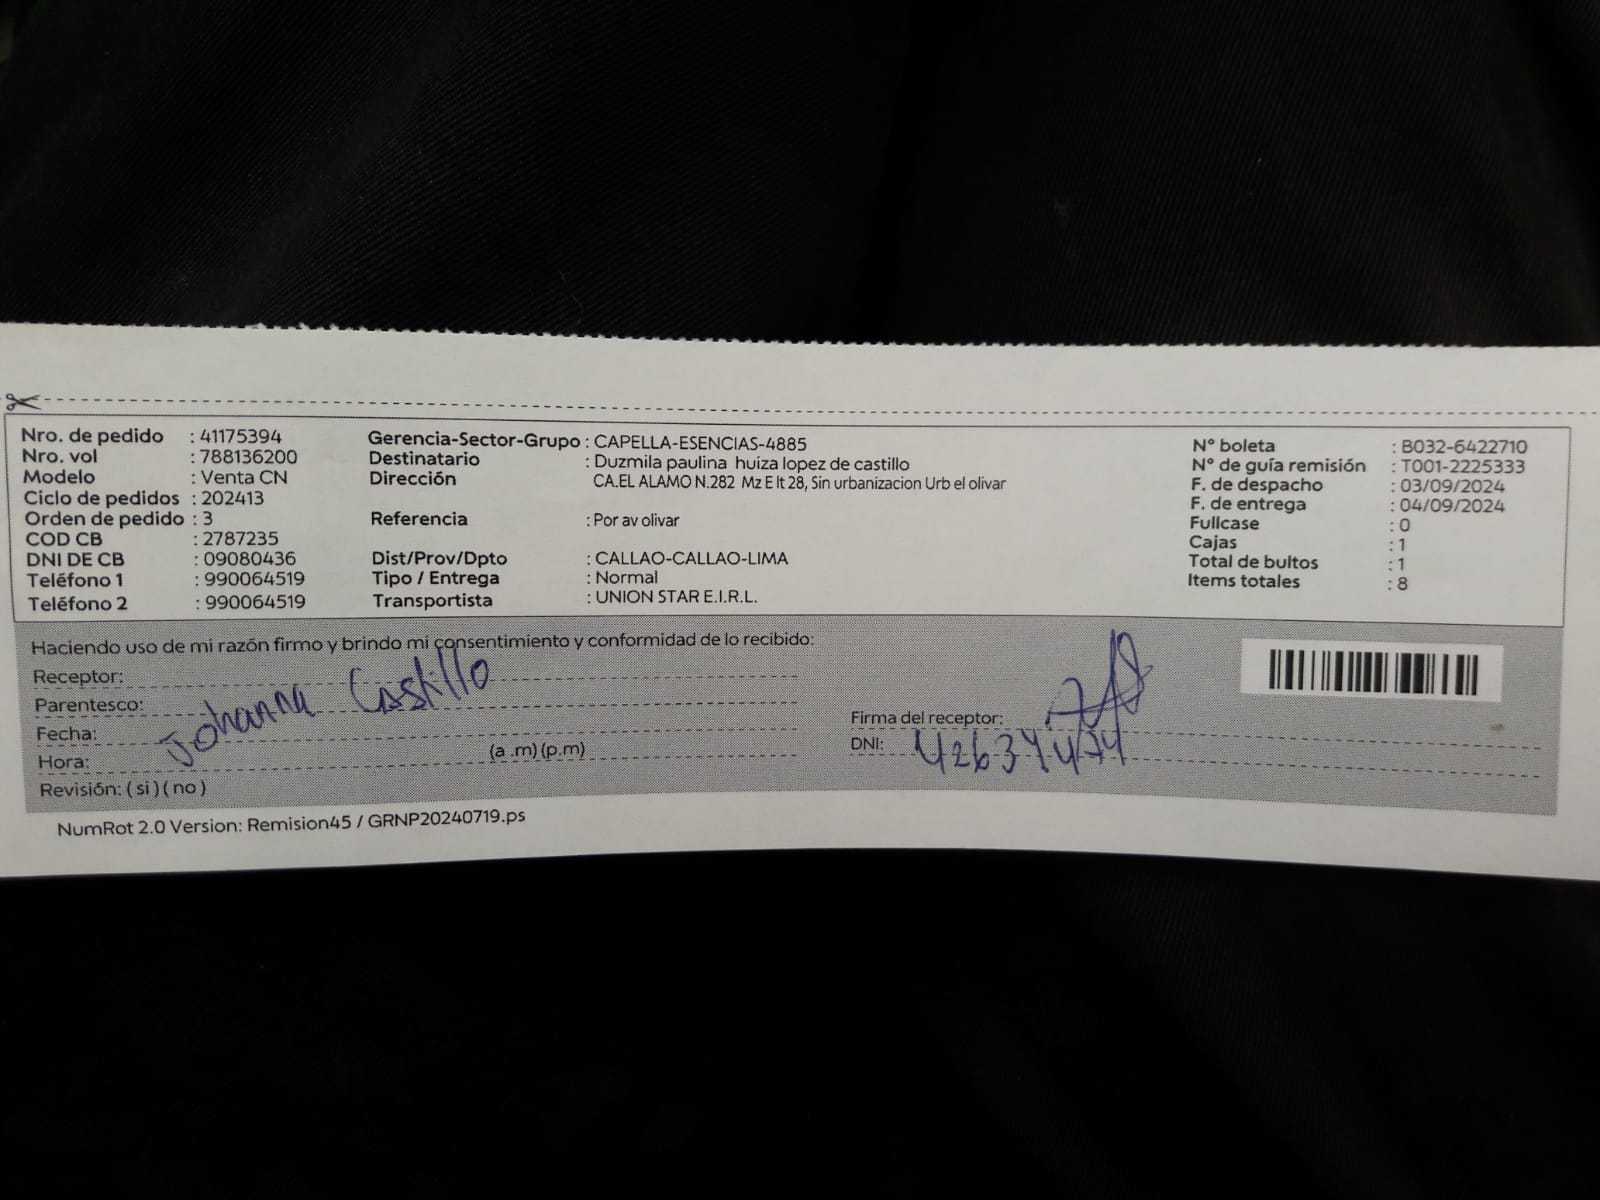 Nro. de pedido : 41175394
Nro. vol : 788136200
Modelo : Venta CN
Ciclo de pedidos : 202413
Orden de pedido : 3
COD CB : 2787235
DNI DE CB : 09080436
Teléfono 1 : 990064519
Teléfono 2 : 990064519
Gerencia-Sector-Grupo : CAPELLA-ESENCIAS-4885
Destinatario : Duzmila paulina huiza lopez de castillo
Dirección CA.EL ALAMO N.282 Mz E lt 28, Sin urbanizacion Urb el olivar
Referencia : Por av olivar
Dist/Prov/Dpto : CALLAO-CALLAO-LIMA
Tipo / Entrega : Normal
Transportista : UNION STAR E.I.R.L.
N° boleta : B032-6422710
N° de guía remisión : T001-2225333
F. de despacho : 03/09/2024
F. de entrega : 04/09/2024
Fullcase : 0
Cajas : 1
Total de bultos : 1
Items totales : 8
Haciendo uso de mi razón firmo y brindo mi consentimiento y conformidad de lo recibido:
Receptor:
Parentesco:
Johanna Castillo
Fecha:
Hora: (a .m) (p.m)
Revisión: ( si ) ( no )
Firma del receptor:
DNI:
NumRot 2.0 Version: Remision45 / GRNP20240719.ps